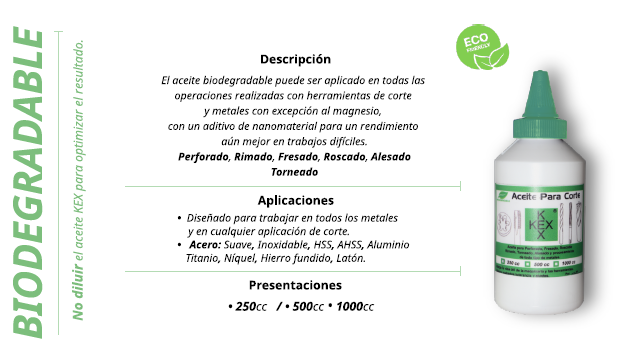 BIODEGRADABLE
No diluir el aceite KEX para optimizar el resultado.
Descripción
El aceite biodegradable puede ser aplicado en todas las
operaciones realizadas con herramientas de corte
y metales con excepción al magnesio,
con un aditivo de nanomaterial para un rendimiento
aún mejor en trabajos difíciles.
Perforado, Rimado, Fresado, Roscado, Alesado
Torneado
Aplicaciones
• Diseñado para trabajar en todos los metales
y en cualquier aplicación de corte.
• Acero: Suave, Inoxidable, HSS, AHSS, Aluminio
Titanio, Níquel, Hierro fundido, Latón.
Presentaciones
• 250cc / • 500cc • 1000cc
ECO
FRIENDLY
Aceite Para Corte
K
KEX
X
250 cc 500 cc 1000 cc